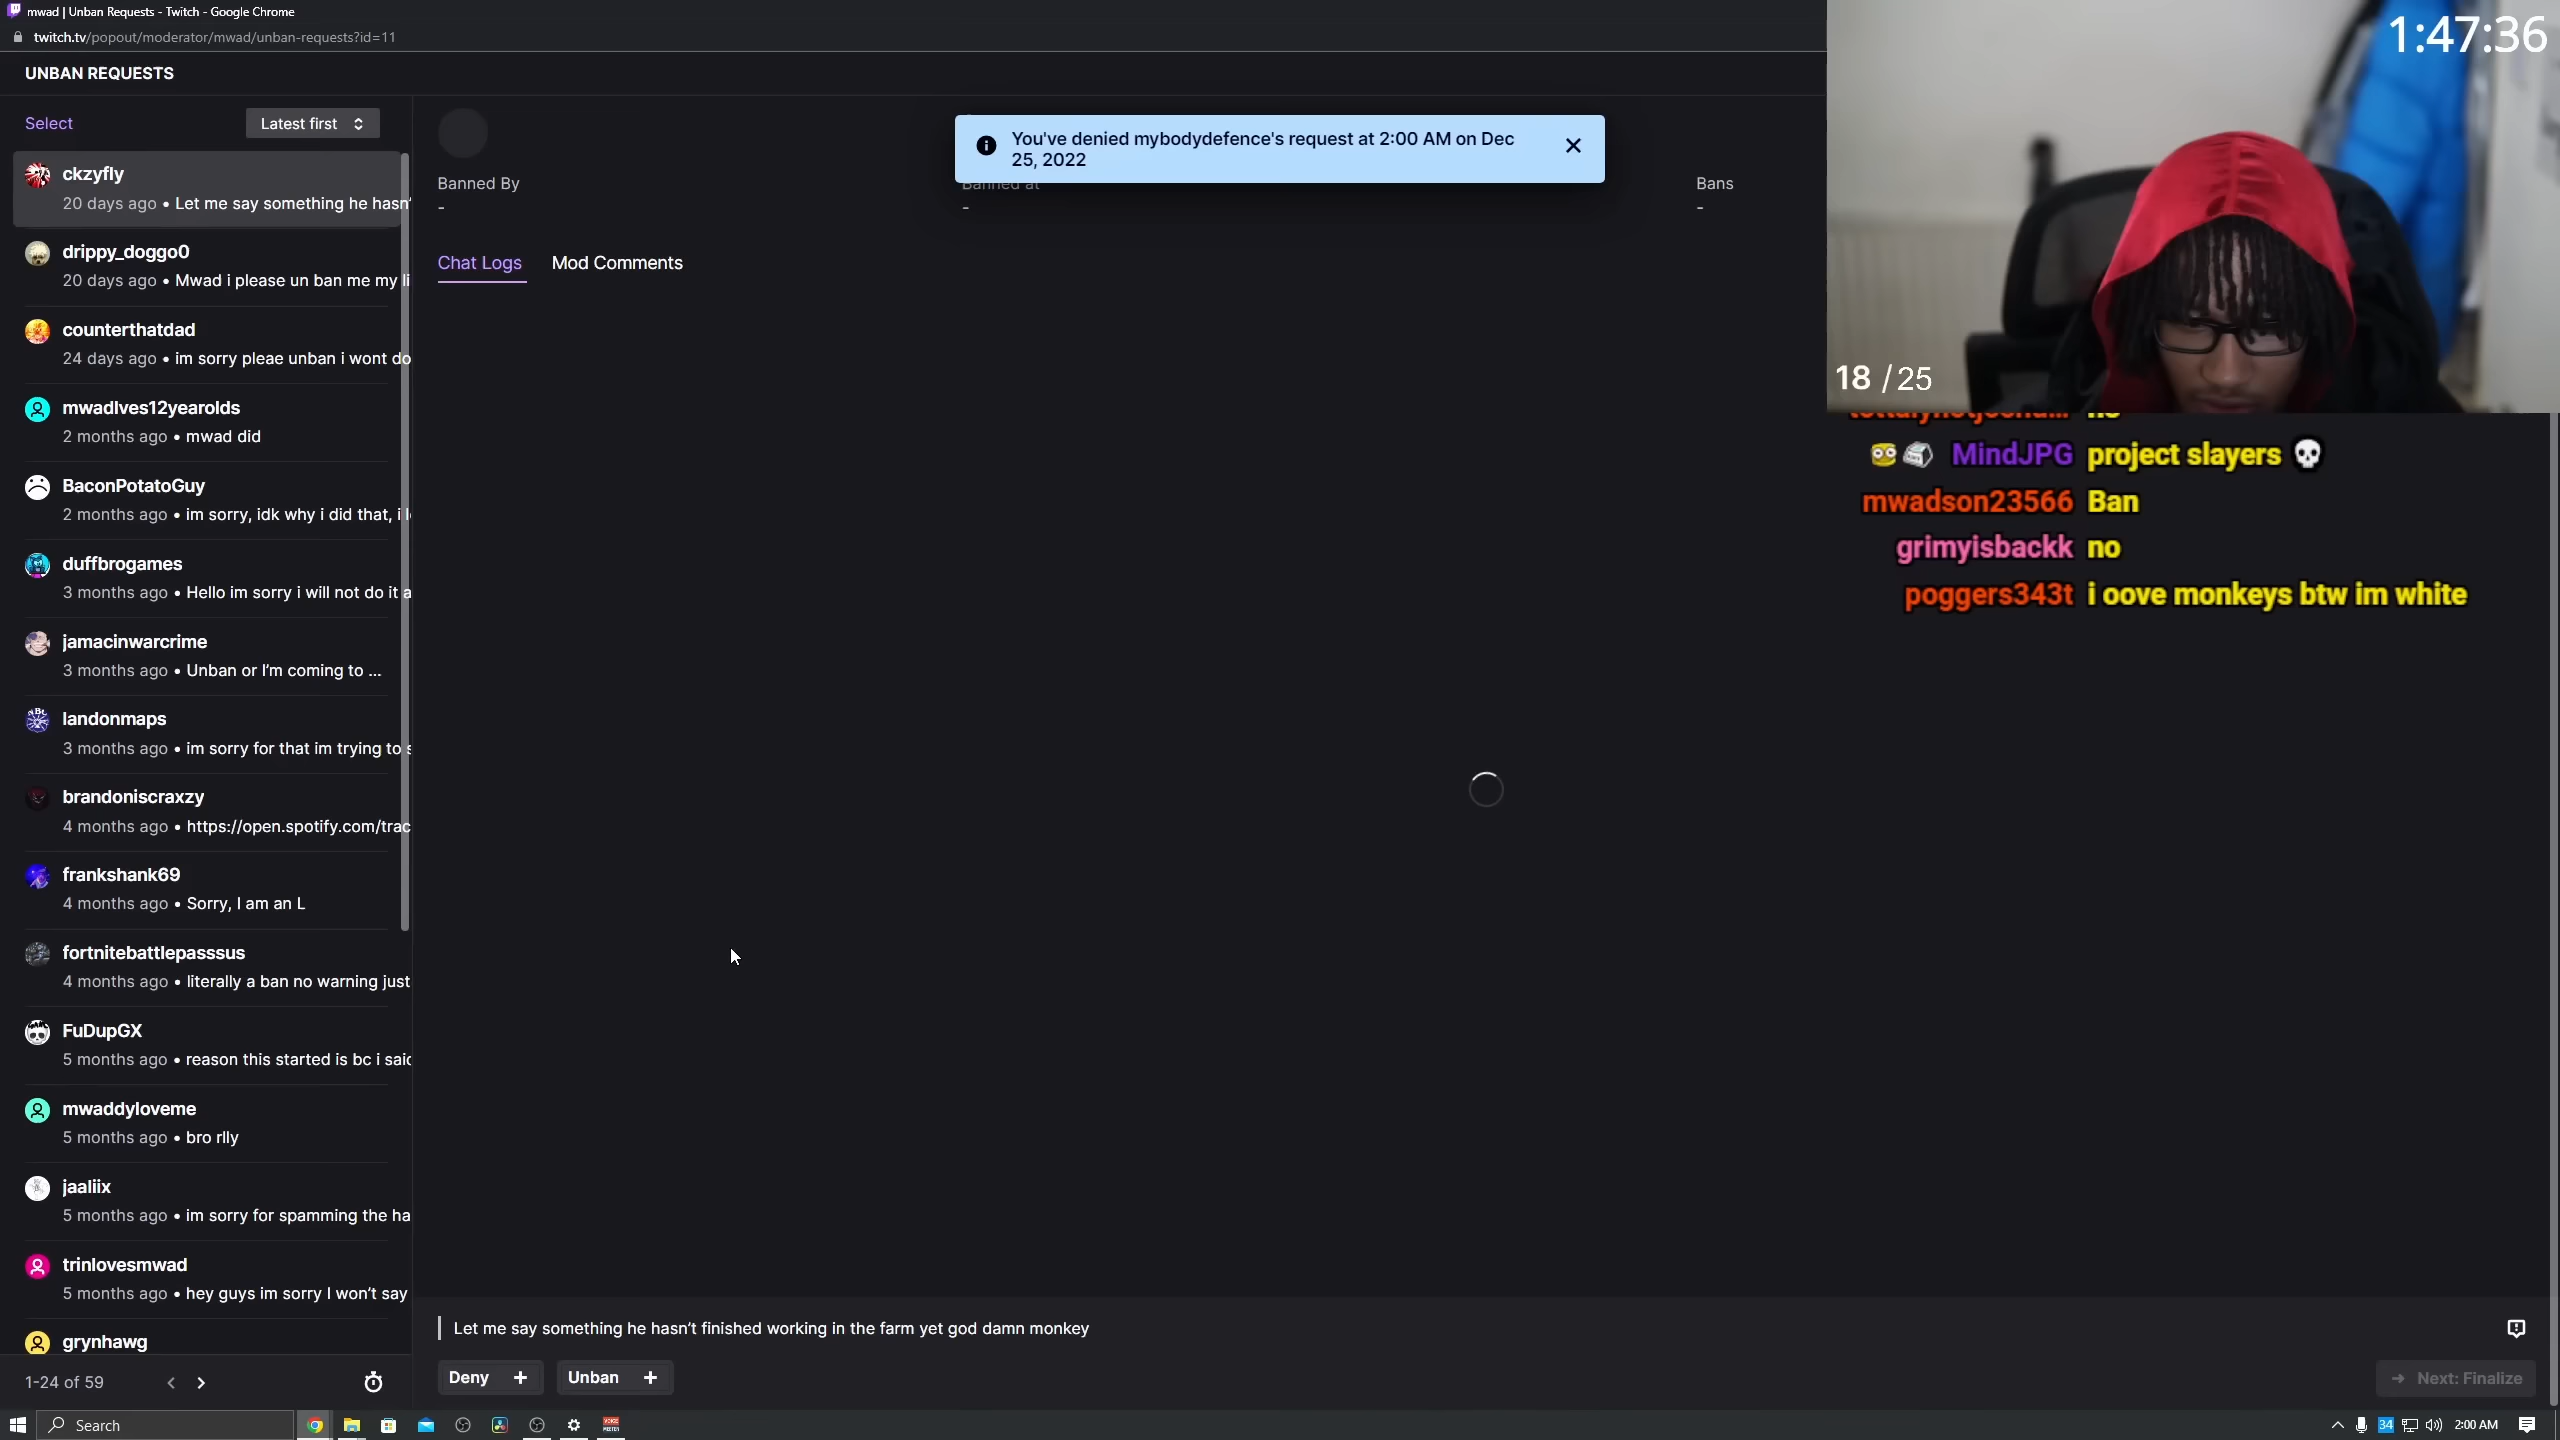 mwad | Unban Requests - Twitch - Google Chrome
twitch.tv/popout/moderator/mwad/unban-requests?id=11
UNBAN REQUESTS
Select
Latest first
ckzyfly
20 days ago • Let me say something he hasn'
drippy_doggo0
20 days ago • Mwad i please un ban me my li
counterthatdad
24 days ago • im sorry pleae unban i wont do
mwadlves12yearolds
2 months ago • mwad did
BaconPotatoGuy
2 months ago • im sorry, idk why i did that, i l
duffbrogames
3 months ago • Hello im sorry i will not do it a
jamacinwarcrime
3 months ago • Unban or I'm coming to ...
landonmaps
3 months ago • im sorry for that im trying to s
brandoniscraxzy
4 months ago • https://open.spotify.com/trac
frankshank69
4 months ago • Sorry, I am an L
fortnitebattlepasssus
4 months ago • literally a ban no warning just
FuDupGX
5 months ago • reason this started is bc i said
mwaddyloveme
5 months ago • bro rlly
jaaliix
5 months ago • im sorry for spamming the ha
trinlovesmwad
5 months ago • hey guys im sorry I won't say
grynhawg
1-24 of 59
You've denied mybodydefence's request at 2:00 AM on Dec
25, 2022
Banned By
-
Banned at
-
Bans
-
Chat Logs
Mod Comments
1:47:36
18 /25
MindJPG project slayers
mwadson23566 Ban
grimyisbackk no
poggers343t i oove monkeys btw im white
Let me say something he hasn't finished working in the farm yet god damn monkey
Deny +
Unban +
Next: Finalize
Search
34
2:00 AM